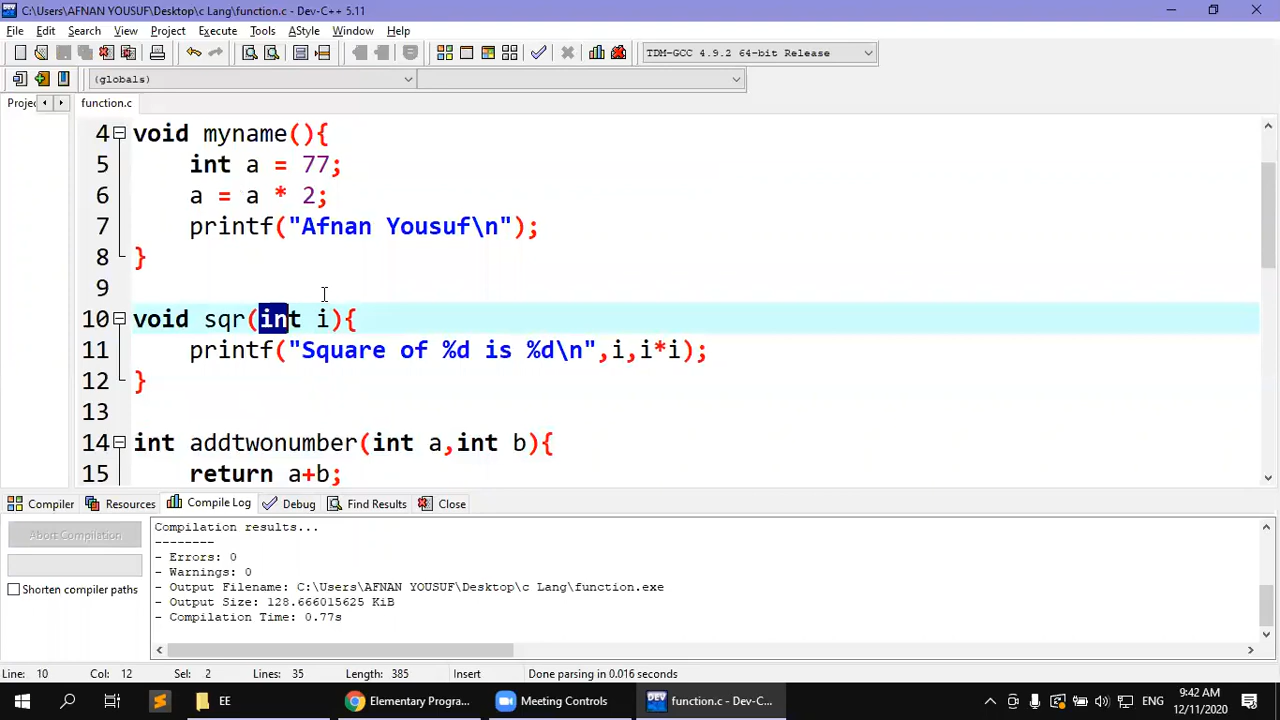 C:\Users\AFNAN YOUSUF\Desktop\c Lang\function.c - Dev-C++ 5.11
File Edit Search View Project Execute Tools AStyle Window Help
TDM-GCC 4.9.2 64-bit Release
(globals)
Projec function.c
4 void myname(){
5 int a = 77;
6 a = a * 2;
7 printf("Afnan Yousuf\n");
8 }
9
10 void sqr(int i){
11 printf("Square of %d is %d\n",i,i*i);
12 }
13
14 int addtwonumber(int a,int b){
15 return a+b;
Compiler Resources Compile Log Debug Find Results Close
Abort Compilation
Shorten compiler paths
Compilation results...
--------
- Errors: 0
- Warnings: 0
- Output Filename: C:\Users\AFNAN YOUSUF\Desktop\c Lang\function.exe
- Output Size: 128.666015625 KiB
- Compilation Time: 0.77s
Line: 10 Col: 12 Sel: 2 Lines: 35 Length: 385 Insert Done parsing in 0.016 seconds
EE Elementary Progra... Meeting Controls function.c - Dev-C... ENG 9:42 AM
12/11/2020